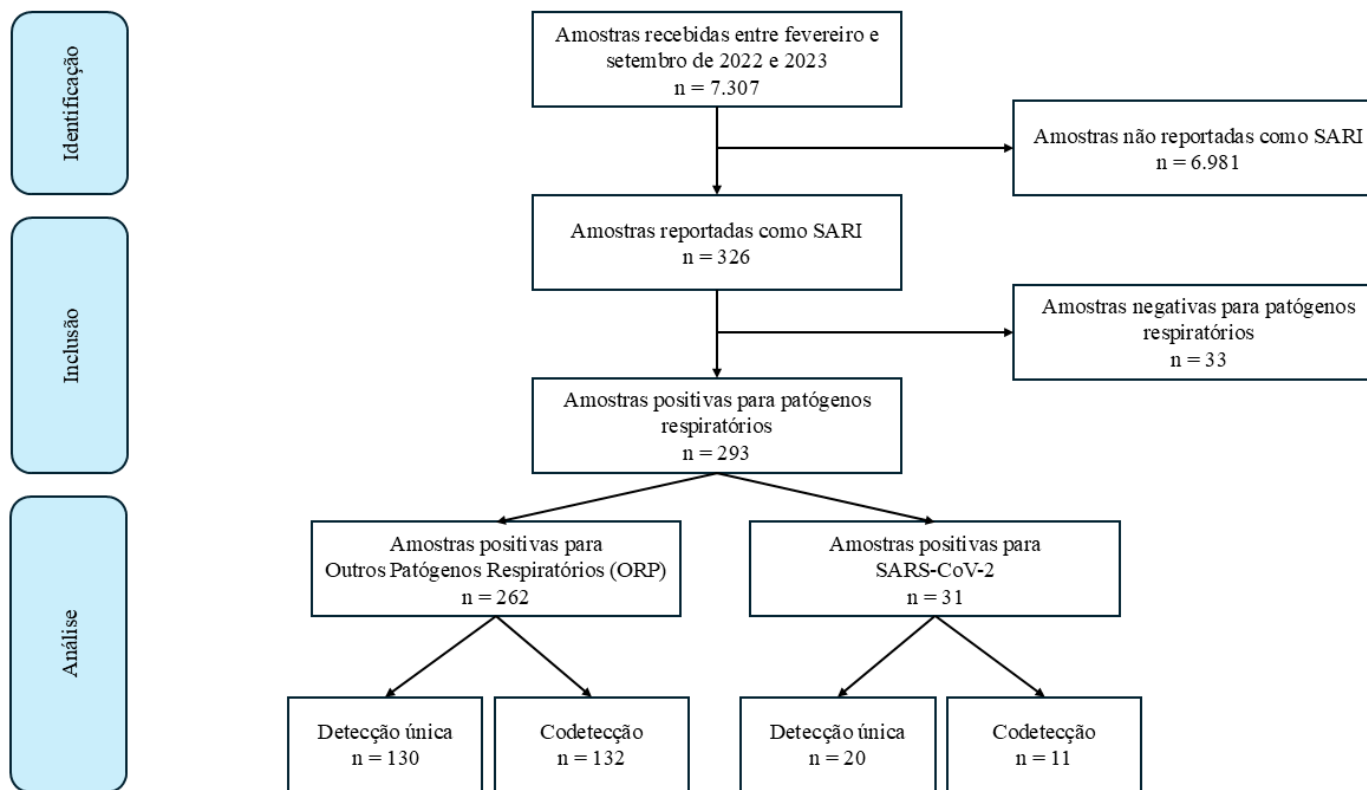 Identificação
Amostras recebidas entre fevereiro e
setembro de 2022 e 2023
n = 7.307
Amostras não reportadas como SARI
n = 6.981
Inclusão
Amostras reportadas como SARI
n = 326
Amostras negativas para patógenos
respiratórios
n = 33
Amostras positivas para patógenos
respiratórios
n = 293
Análise
Amostras positivas para
Outros Patógenos Respiratórios (ORP)
n = 262
Amostras positivas para
SARS-CoV-2
n = 31
Detecção única
n = 130
Codetecção
n = 132
Detecção única
n = 20
Codetecção
n = 11